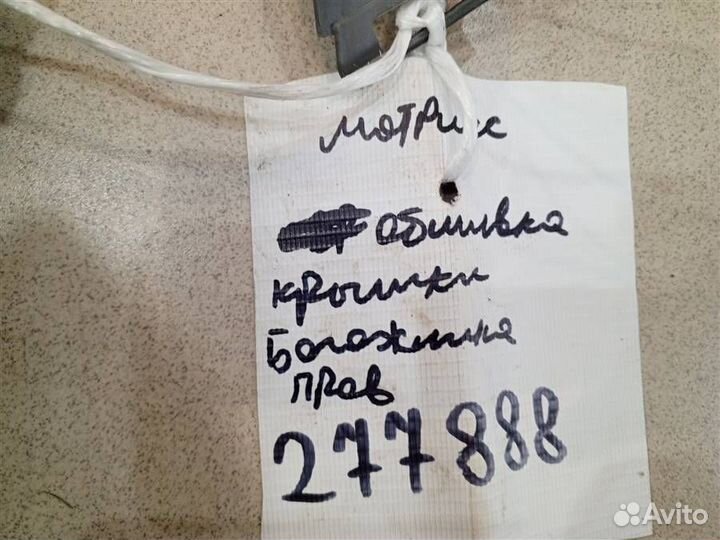 Матрикс
обшивка
крышки
Багажника
прав
277888
Avito